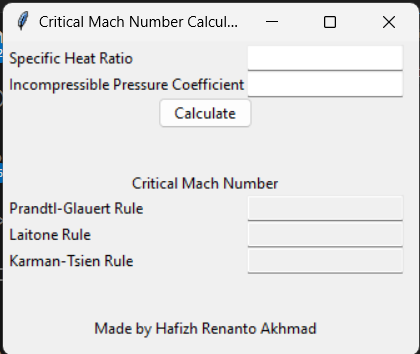 Critical Mach Number Calcul...
Specific Heat Ratio
Incompressible Pressure Coefficient
Calculate
Critical Mach Number
Prandtl-Glauert Rule
Laitone Rule
Karman-Tsien Rule
Made by Hafizh Renanto Akhmad